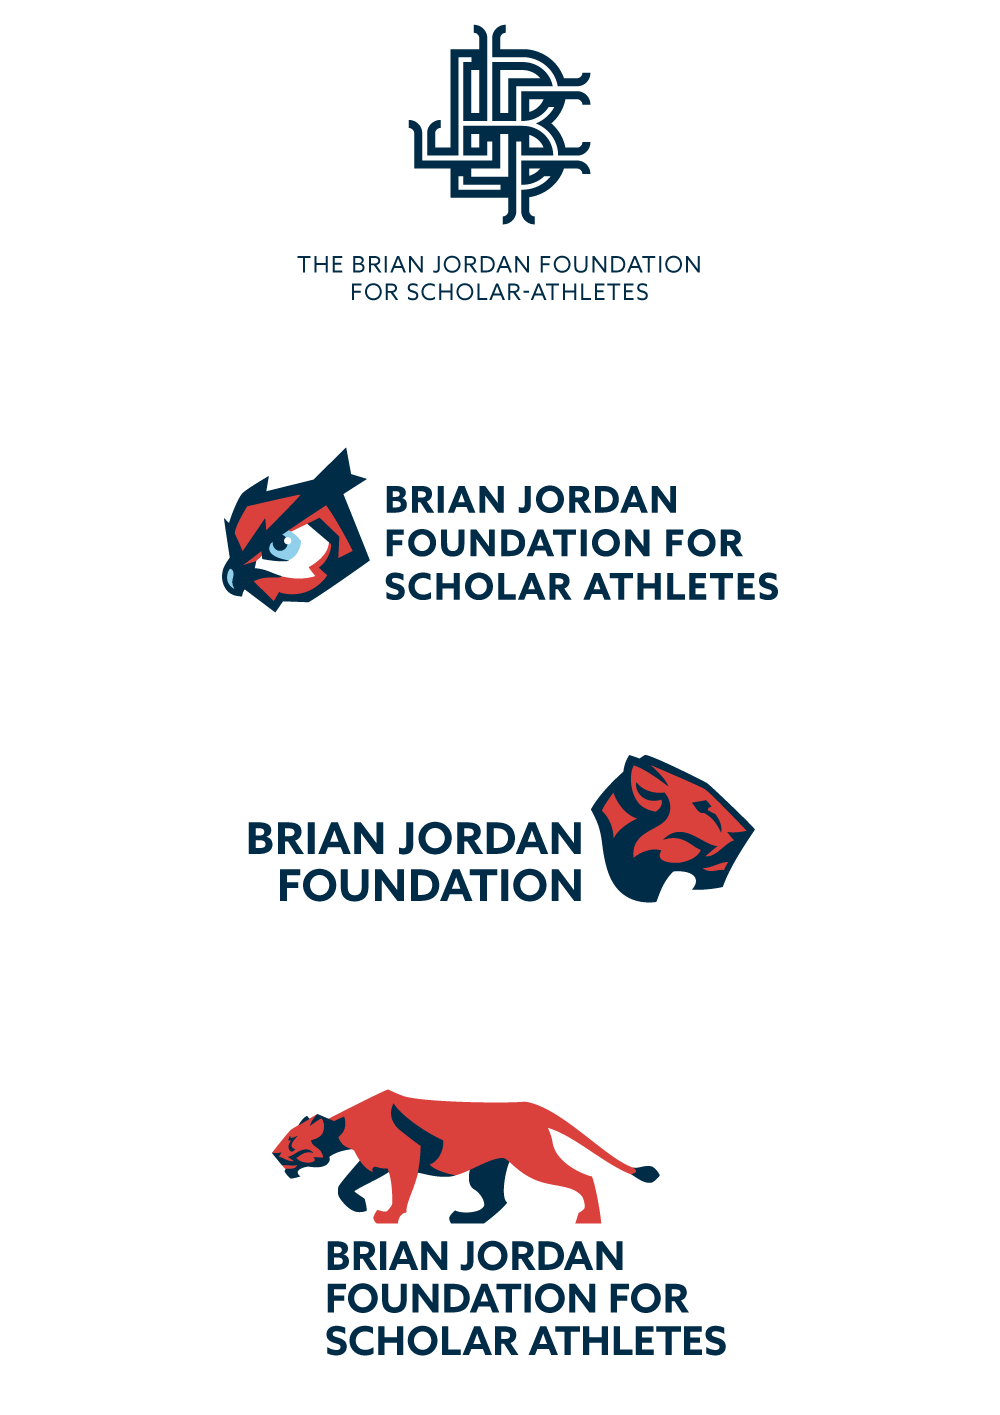 THE BRIAN JORDAN FOUNDATION
FOR SCHOLAR-ATHLETES
BRIAN JORDAN
FOUNDATION FOR
SCHOLAR ATHLETES
BRIAN JORDAN
FOUNDATION
BRIAN JORDAN
FOUNDATION FOR
SCHOLAR ATHLETES